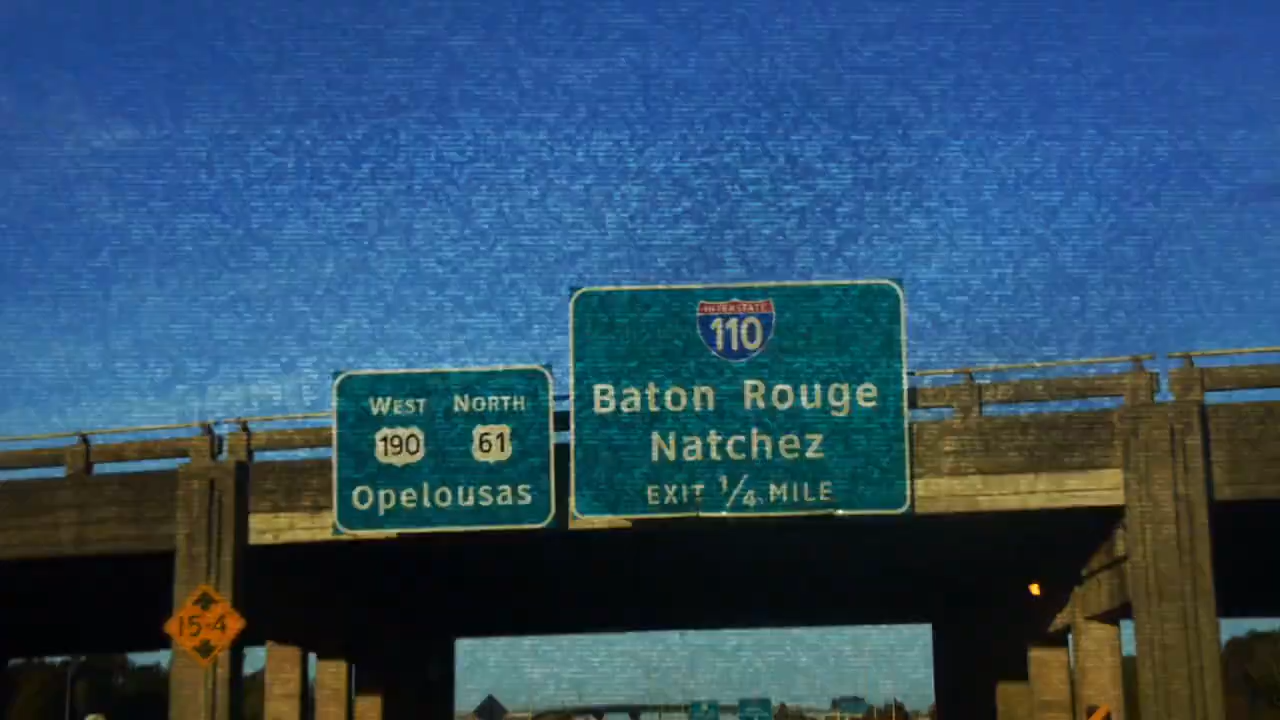 WEST NORTH
190 61
Opelousas
INTERSTATE
110
Baton Rouge
Natchez
EXIT 1/4 MILE
15-4